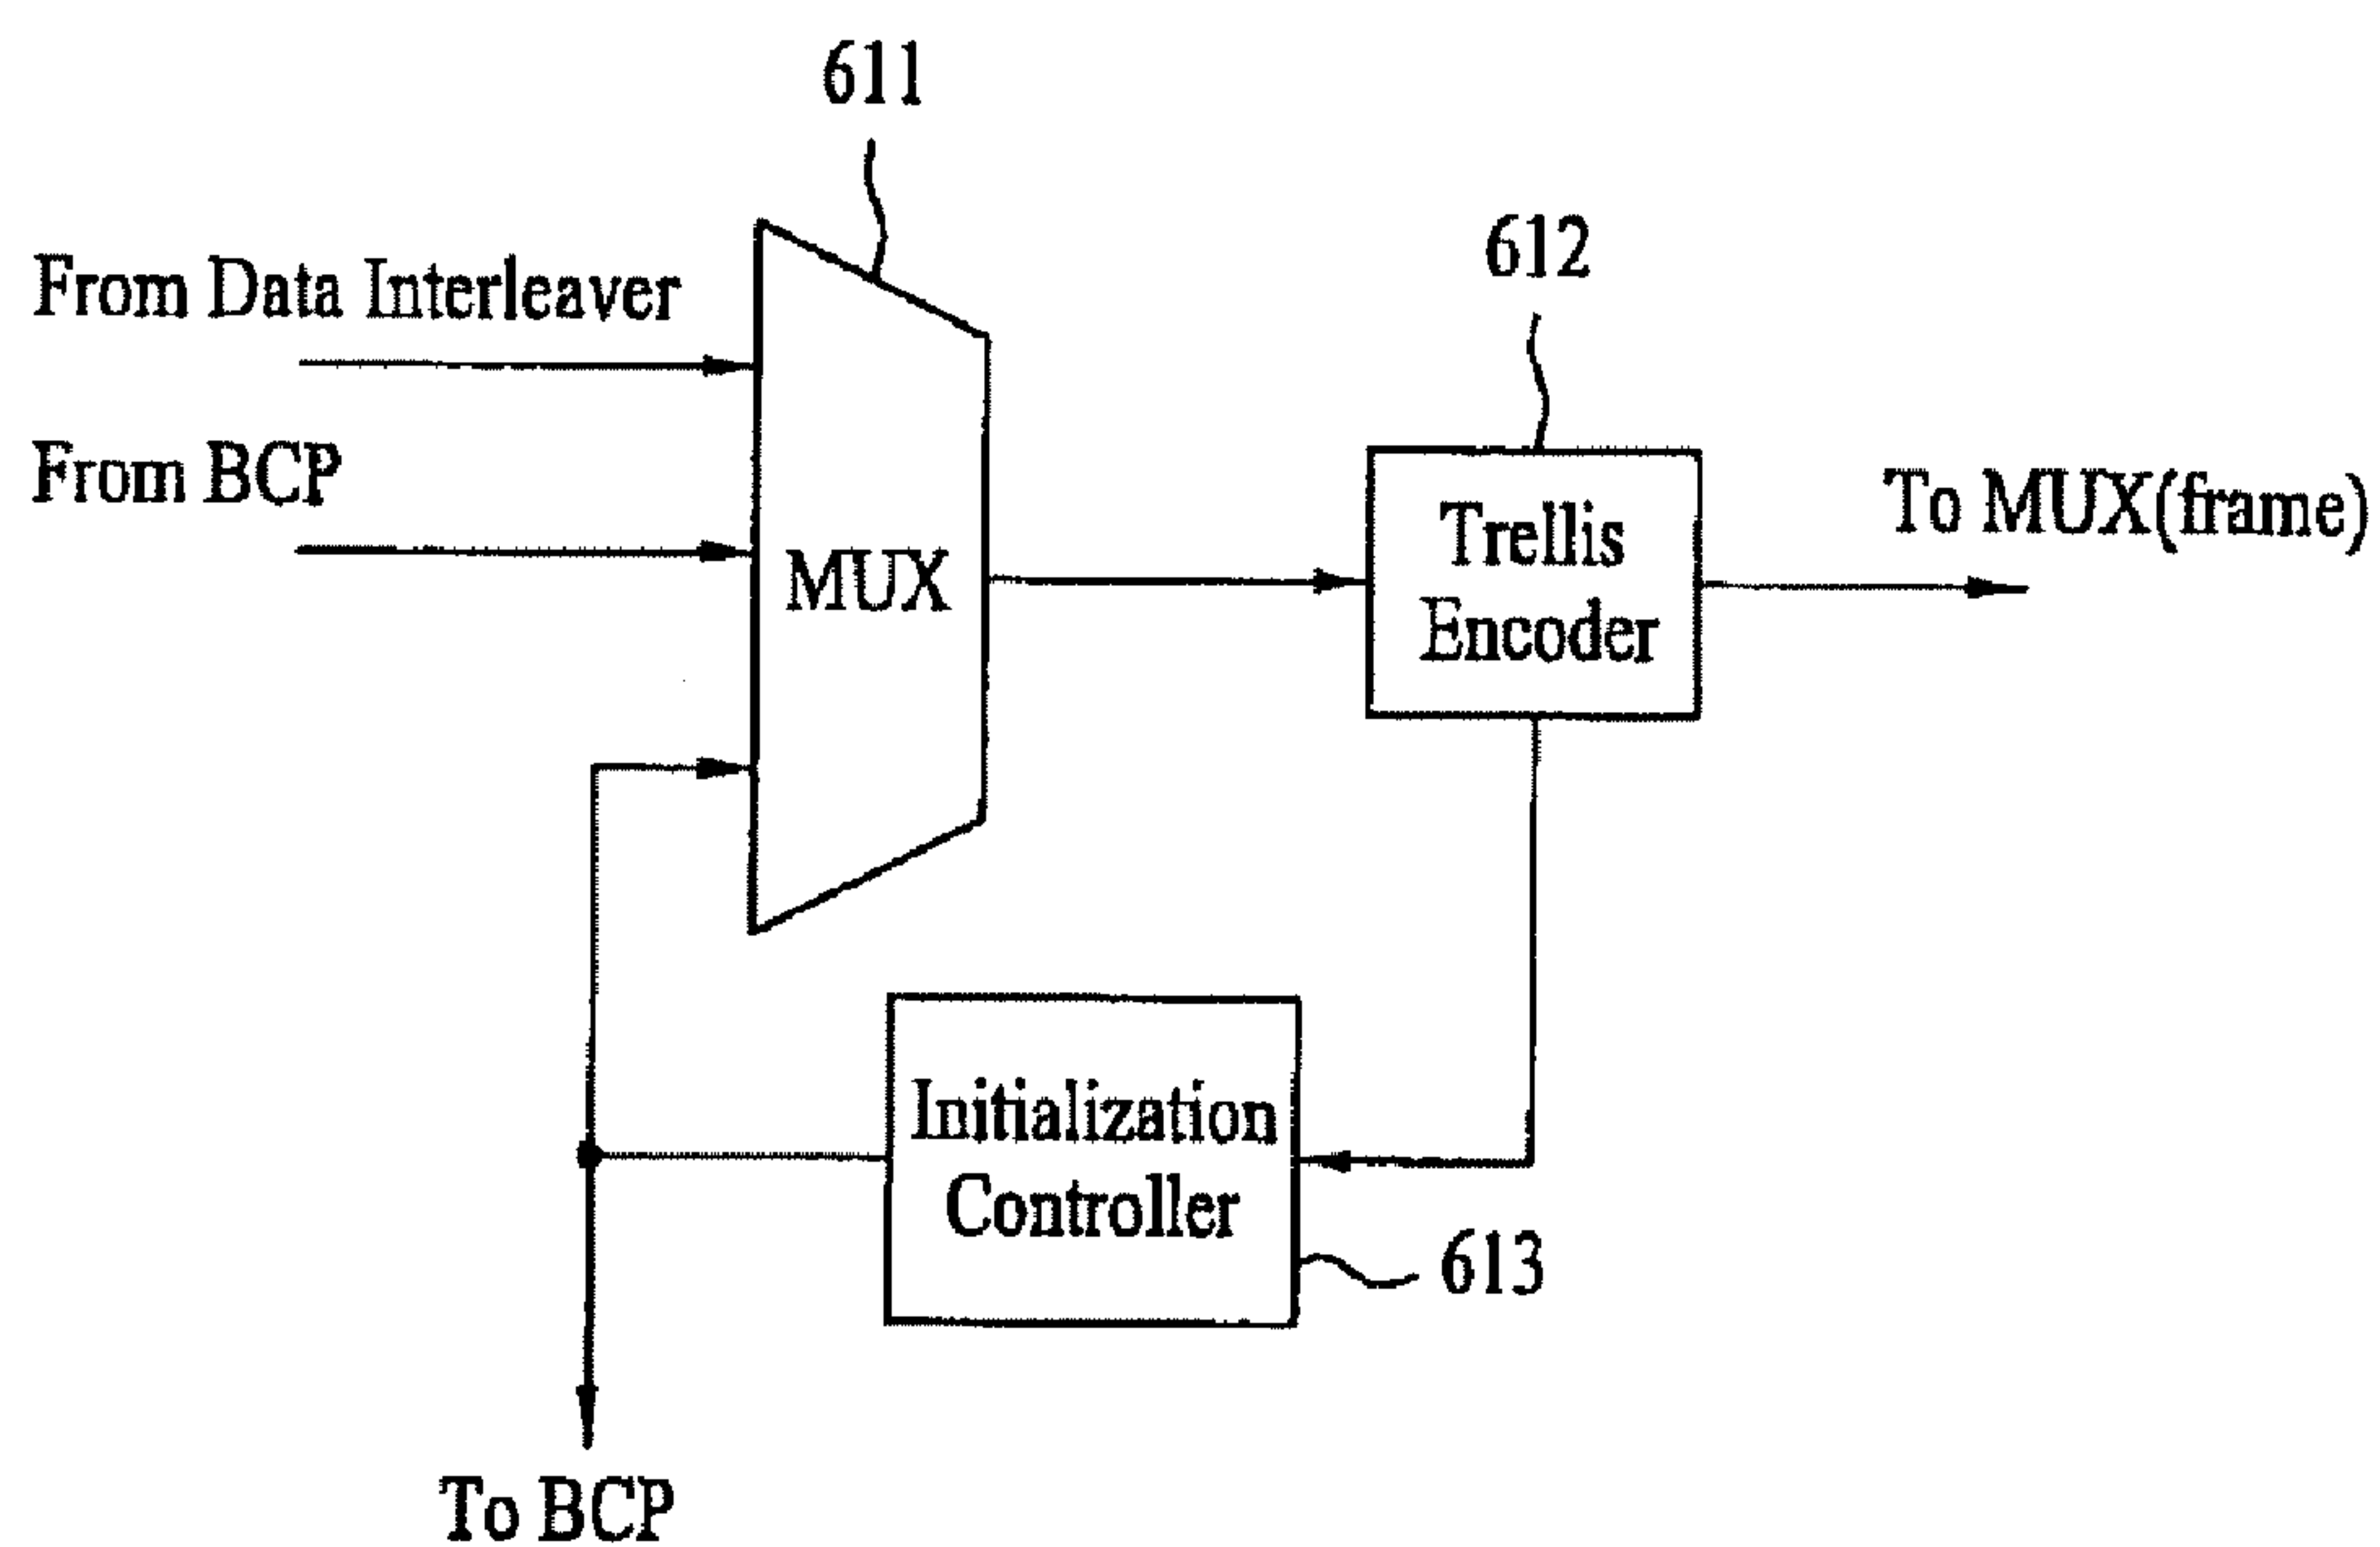 611
612
From Data Interleaver
From BCP
MUX
Trellis
Encoder
To MUX(frame)
Initialization
Controller
613
To BCP